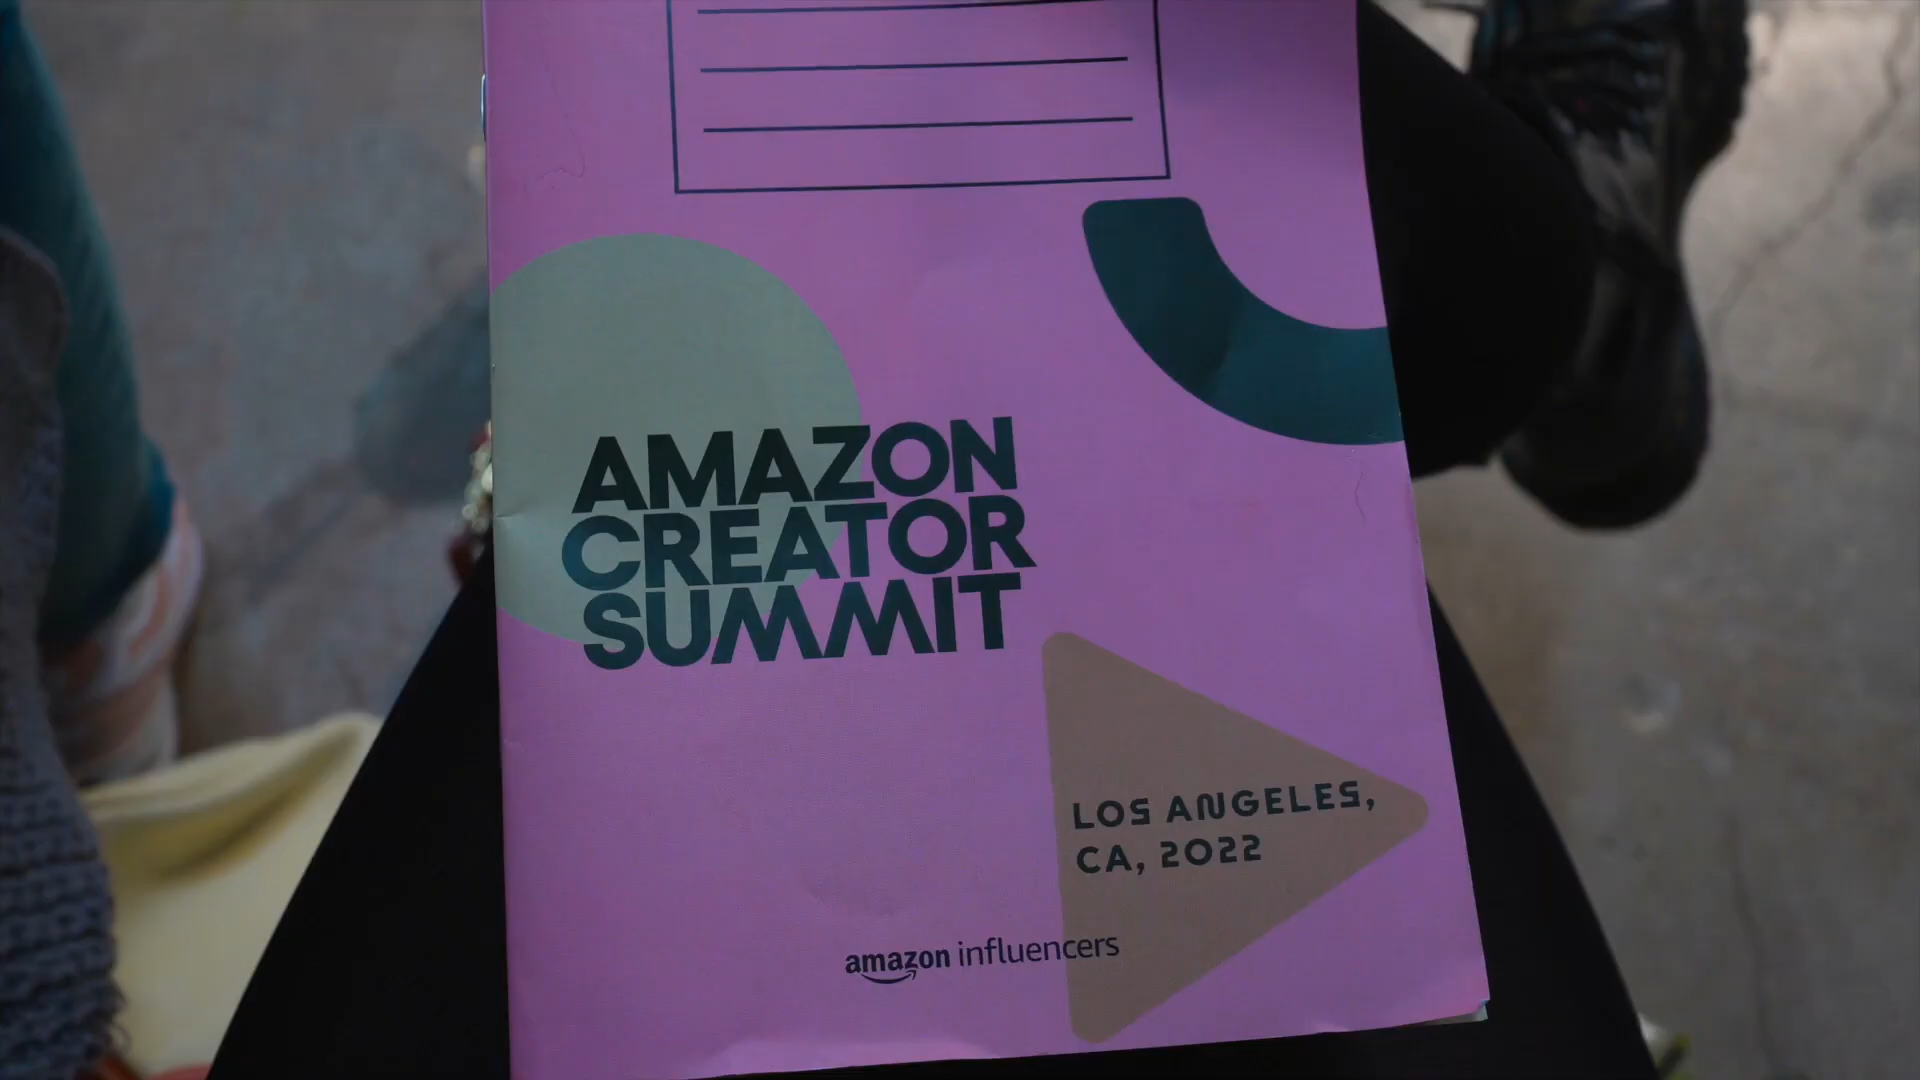 AMAZON
CREATOR
SUMMIT
LOS ANGELES,
CA, 2022
amazon influencers